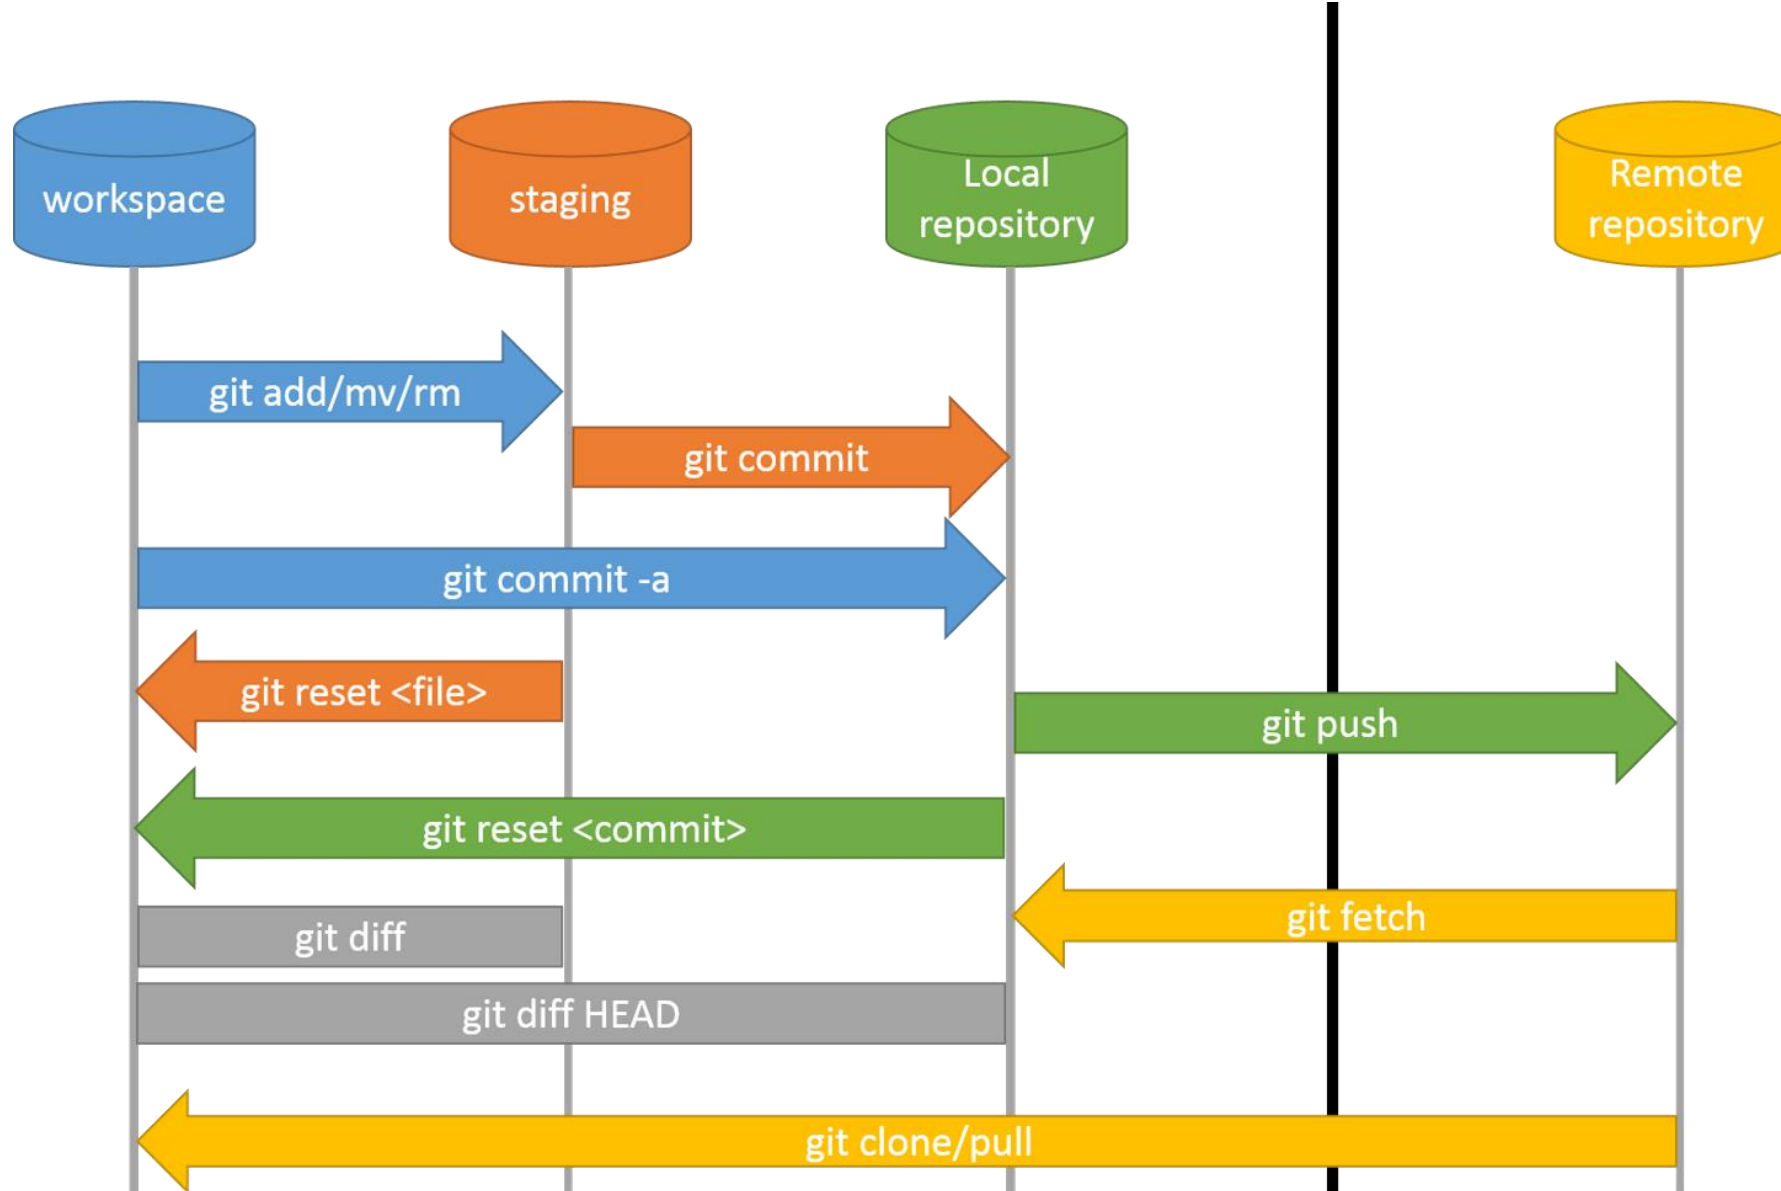 workspace
staging
Local
repository
Remote
repository
git add/mv/rm
git commit
git commit -a
git reset <file>
git push
git reset <commit>
git fetch
git diff
git diff HEAD
git clone/pull